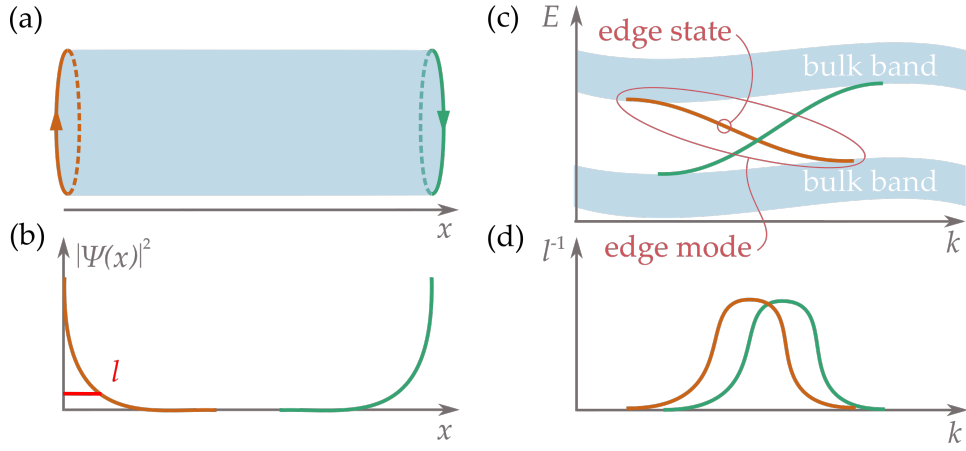 (a)
x
(b)
|Ψ(x)|²
l
x
(c)
E
edge state
bulk band
bulk band
k
edge mode
(d)
l⁻¹
k